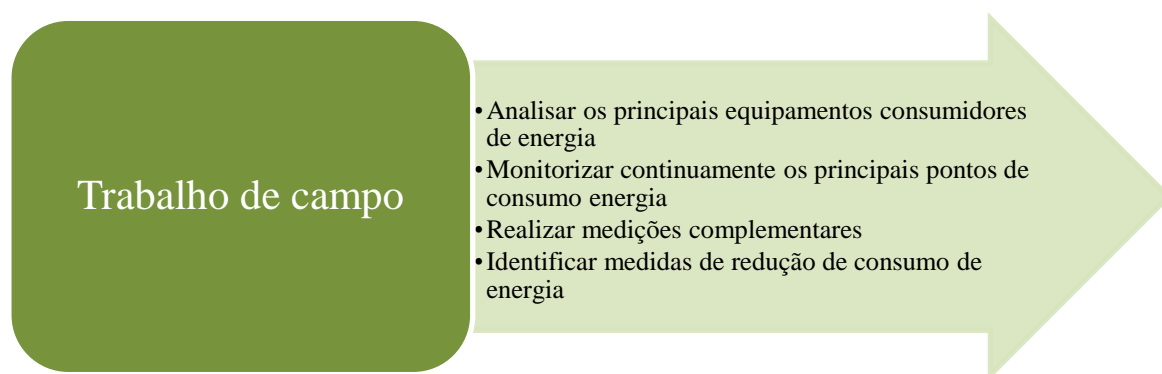 Trabalho de campo
•Analisar os principais equipamentos consumidores
de energia
•Monitorizar continuamente os principais pontos de
consumo energia
•Realizar medições complementares
•Identificar medidas de redução de consumo de
energia